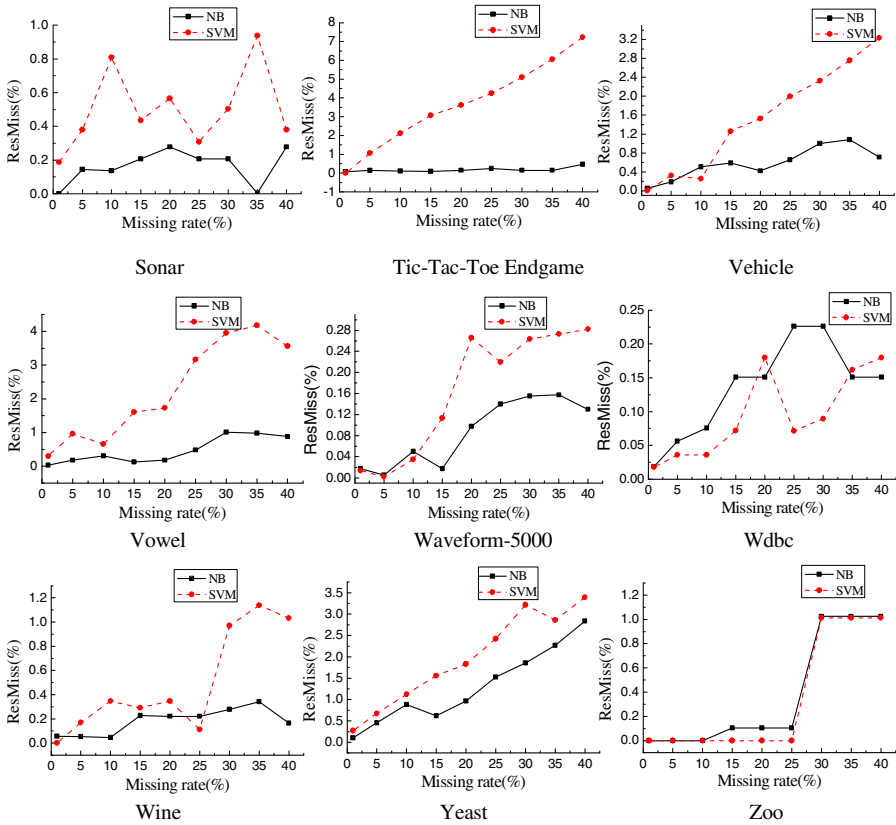 NB
SVM
ResMiss(%)
1.0
0.8
0.6
0.4
0.2
0.0
0 5 10 15 20 25 30 35 40
Missing rate(%)
Sonar
NB
SVM
ResMiss(%)
8
7
6
5
4
3
2
1
0
-1
0 5 10 15 20 25 30 35 40
Missing rate(%)
Tic-Tac-Toe Endgame
NB
SVM
ResMiss(%)
3.2
2.8
2.4
2.0
1.6
1.2
0.8
0.4
0.0
0 5 10 15 20 25 30 35 40
MIssing rate(%)
Vehicle
NB
SVM
ResMiss(%)
4
3
2
1
0
0 5 10 15 20 25 30 35 40
Missing rate(%)
Vowel
NB
SVM
ResMiss(%)
0.28
0.24
0.20
0.16
0.12
0.08
0.04
0.00
0 5 10 15 20 25 30 35 40
Missing rate(%)
Waveform-5000
NB
SVM
ResMiss(%)
0.25
0.20
0.15
0.10
0.05
0.00
0 5 10 15 20 25 30 35 40
Missing rate(%)
Wdbc
NB
SVM
ResMiss(%)
1.2
1.0
0.8
0.6
0.4
0.2
0.0
0 5 10 15 20 25 30 35 40
Missing rate(%)
Wine
NB
SVM
ResMiss(%)
3.5
3.0
2.5
2.0
1.5
1.0
0.5
0.0
0 5 10 15 20 25 30 35 40
Missing rate(%)
Yeast
NB
SVM
ResMiss(%)
1.2
1.0
0.8
0.6
0.4
0.2
0.0
0 5 10 15 20 25 30 35 40
Missing rate(%)
Zoo